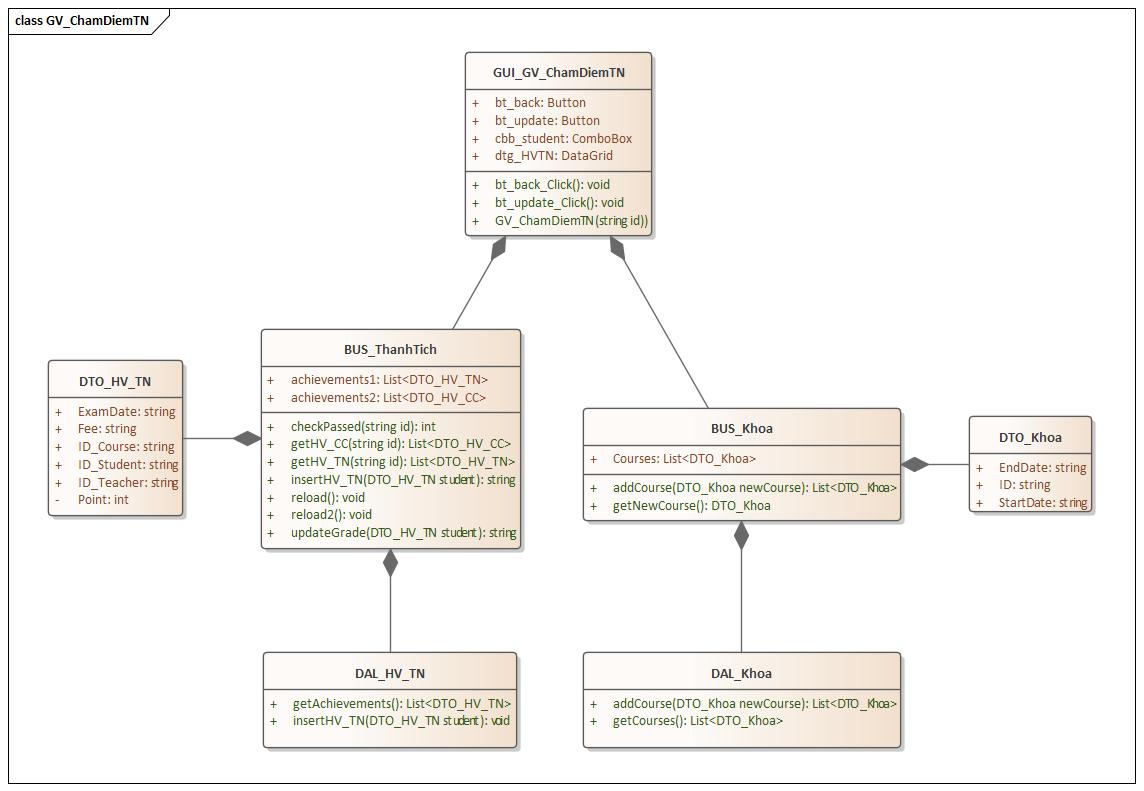 class GV_ChamDiemTN
GUI_GV_ChamDiemTN
+ bt_back: Button
+ bt_update: Button
+ cbb_student: ComboBox
+ dtg_HVTN: DataGrid
+ bt_back_Click(): void
+ bt_update_Click(): void
+ GV_ChamDiemTN(string id))
DTO_HV_TN
+ ExamDate: string
+ Fee: string
+ ID_Course: string
+ ID_Student: string
+ ID_Teacher: string
- Point: int
BUS_ThanhTich
+ achievements1: List<DTO_HV_TN>
+ achievements2: List<DTO_HV_CC>
+ checkPassed(string id): int
+ getHV_CC(string id): List<DTO_HV_CC>
+ getHV_TN(string id): List<DTO_HV_TN>
+ insertHV_TN(DTO_HV_TN student): string
+ reload(): void
+ reload2(): void
+ updateGrade(DTO_HV_TN student): string
BUS_Khoa
+ Courses: List<DTO_Khoa>
+ addCourse(DTO_Khoa newCourse): List<DTO_Khoa>
+ getNewCourse(): DTO_Khoa
DTO_Khoa
+ EndDate: string
+ ID: string
+ StartDate: string
DAL_HV_TN
+ getAchievements(): List<DTO_HV_TN>
+ insertHV_TN(DTO_HV_TN student): void
DAL_Khoa
+ addCourse(DTO_Khoa newCourse): List<DTO_Khoa>
+ getCourses(): List<DTO_Khoa>